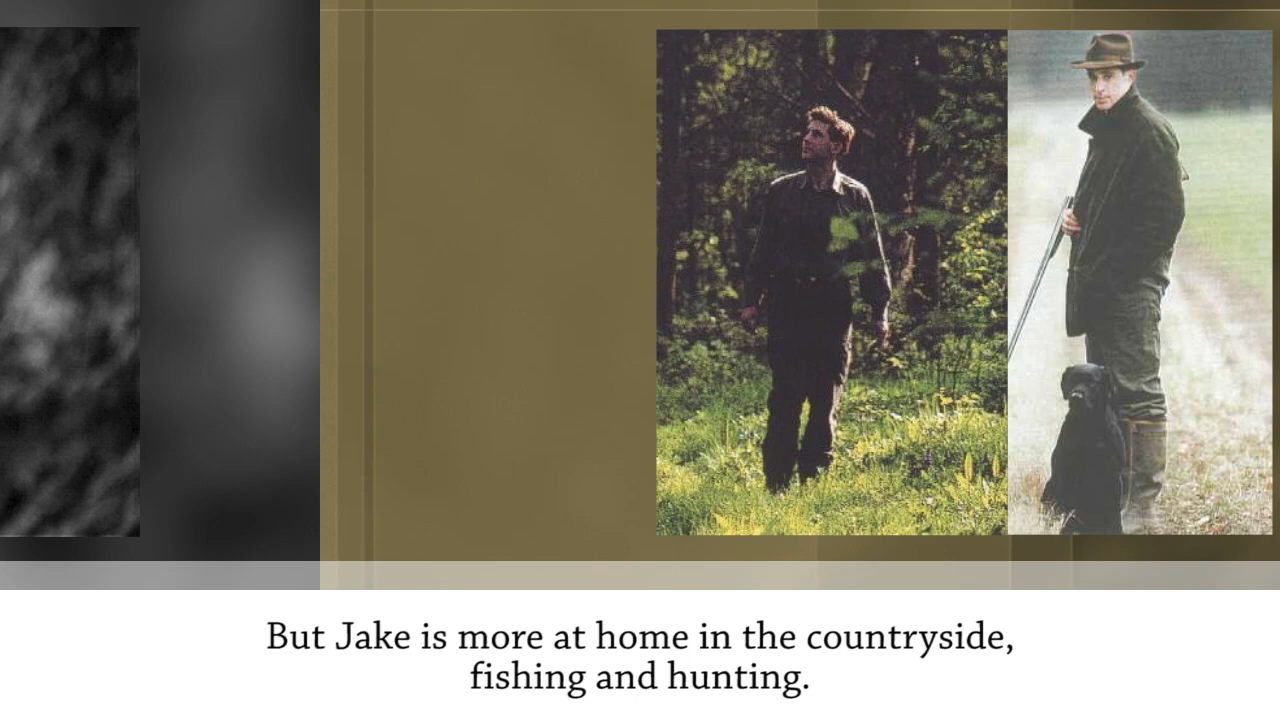 But Jake is more at home in the countryside,
fishing and hunting.